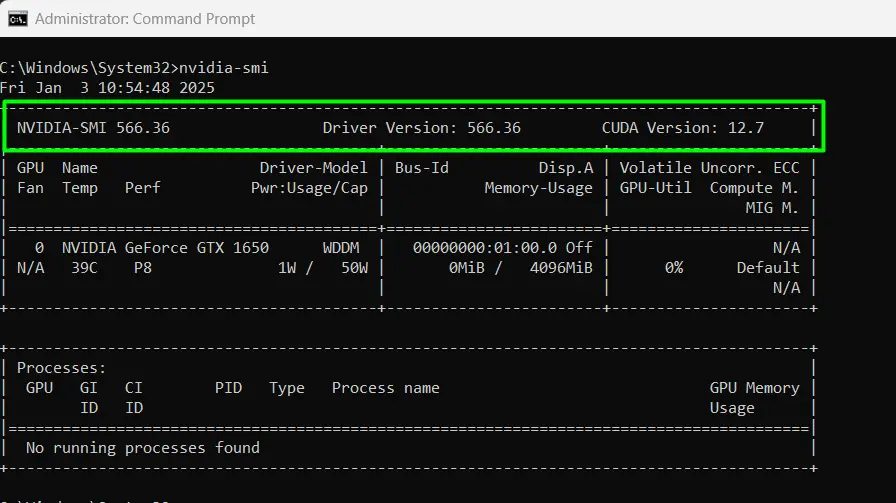 Administrator: Command Prompt
C:\Windows\System32>nvidia-smi
Fri Jan  3 10:54:48 2025
+-----------------------------------------------------------------------------------------+
| NVIDIA-SMI 566.36                 Driver Version: 566.36         CUDA Version: 12.7     |
|-----------------------------------------+------------------------+----------------------+
| GPU  Name                  Driver-Model | Bus-Id          Disp.A | Volatile Uncorr. ECC |
| Fan  Temp   Perf          Pwr:Usage/Cap |           Memory-Usage | GPU-Util  Compute M. |
|                                         |                        |               MIG M. |
|=========================================+========================+======================|
|   0  NVIDIA GeForce GTX 1650      WDDM  |   00000000:01:00.0 Off |                  N/A |
| N/A   39C    P8              1W /   50W |       0MiB /   4096MiB |      0%      Default |
|                                         |                        |                  N/A |
+-----------------------------------------+------------------------+----------------------+
+-----------------------------------------------------------------------------------------+
| Processes:                                                                              |
|  GPU   GI   CI        PID   Type   Process name                              GPU Memory |
|        ID   ID                                                               Usage      |
|=========================================================================================|
|  No running processes found                                                             |
+-----------------------------------------------------------------------------------------+